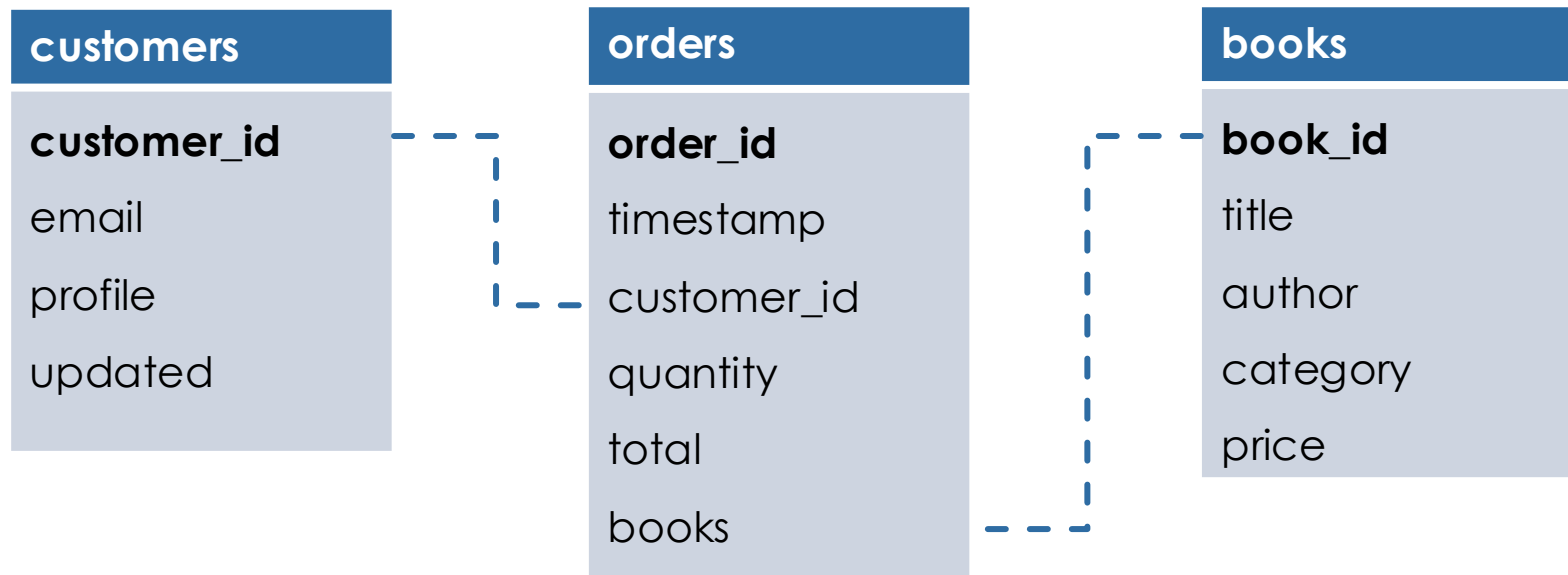 customers
customer_id
email
profile
updated
orders
order_id
timestamp
customer_id
quantity
total
books
books
book_id
title
author
category
price